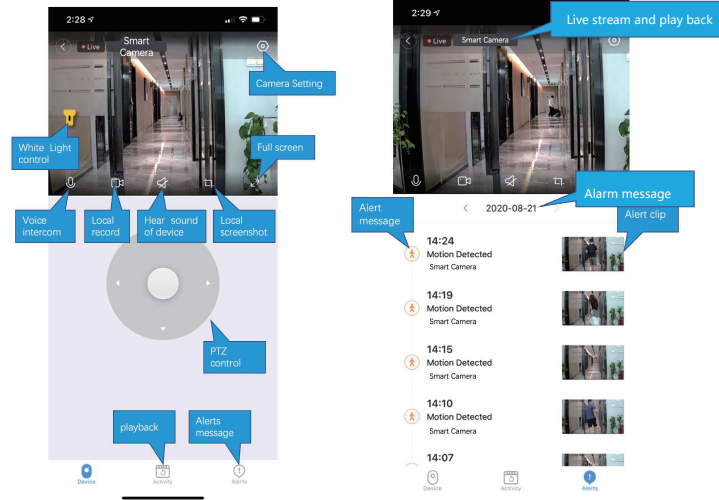 2:28
Live
Smart
Camera
Camera Setting
White Light
control
Full screen
Voice
intercom
Local
record
Hear sound
of device
Local
screenshot
PTZ
control
playback
Alerts
message
Device
Activity
Alerts
2:29
Live stream and play back
Live
Smart Camera
Alarm message
Alert
message
2020-08-21
Alert clip
14:24
Motion Detected
Smart Camera
14:19
Motion Detected
Smart Camera
14:15
Motion Detected
Smart Camera
14:10
Motion Detected
Smart Camera
14:07
Device
Activity
Alerts